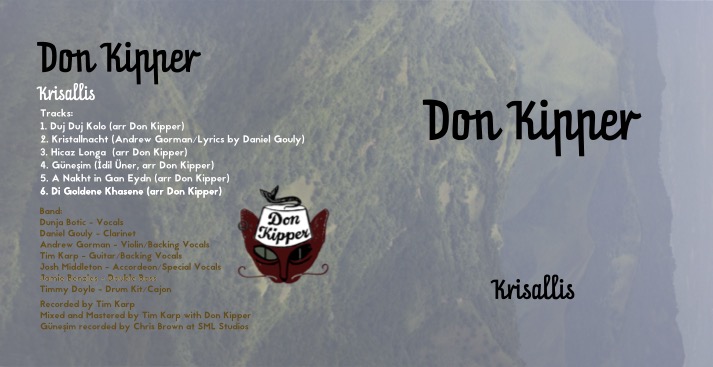 Don Kipper
Krisallis
Tracks:
1. Duj Duj Kolo (arr Don Kipper)
2. Kristallnacht (Andrew Gorman/Lyrics by Daniel Gouly)
3. Hicaz Longa (arr Don Kipper)
4. Güneşim (İdil Üner, arr Don Kipper)
5. A Nakht in Gan Eydn (arr Don Kipper)
6. Di Goldene Khasene (arr Don Kipper)
Band:
Dunja Botic - Vocals
Daniel Gouly - Clarinet
Andrew Gorman - Violin/Backing Vocals
Tim Karp - Guitar/Backing Vocals
Josh Middleton - Accordeon/Special Vocals
- Double Bass
Timmy Doyle - Drum Kit/Cajon
Recorded by Tim Karp
Mixed and Mastered by Tim Karp with Don Kipper
Güneşim recorded by Chris Brown at SML Studios
Don
Kipper
Don Kipper
Krisallis